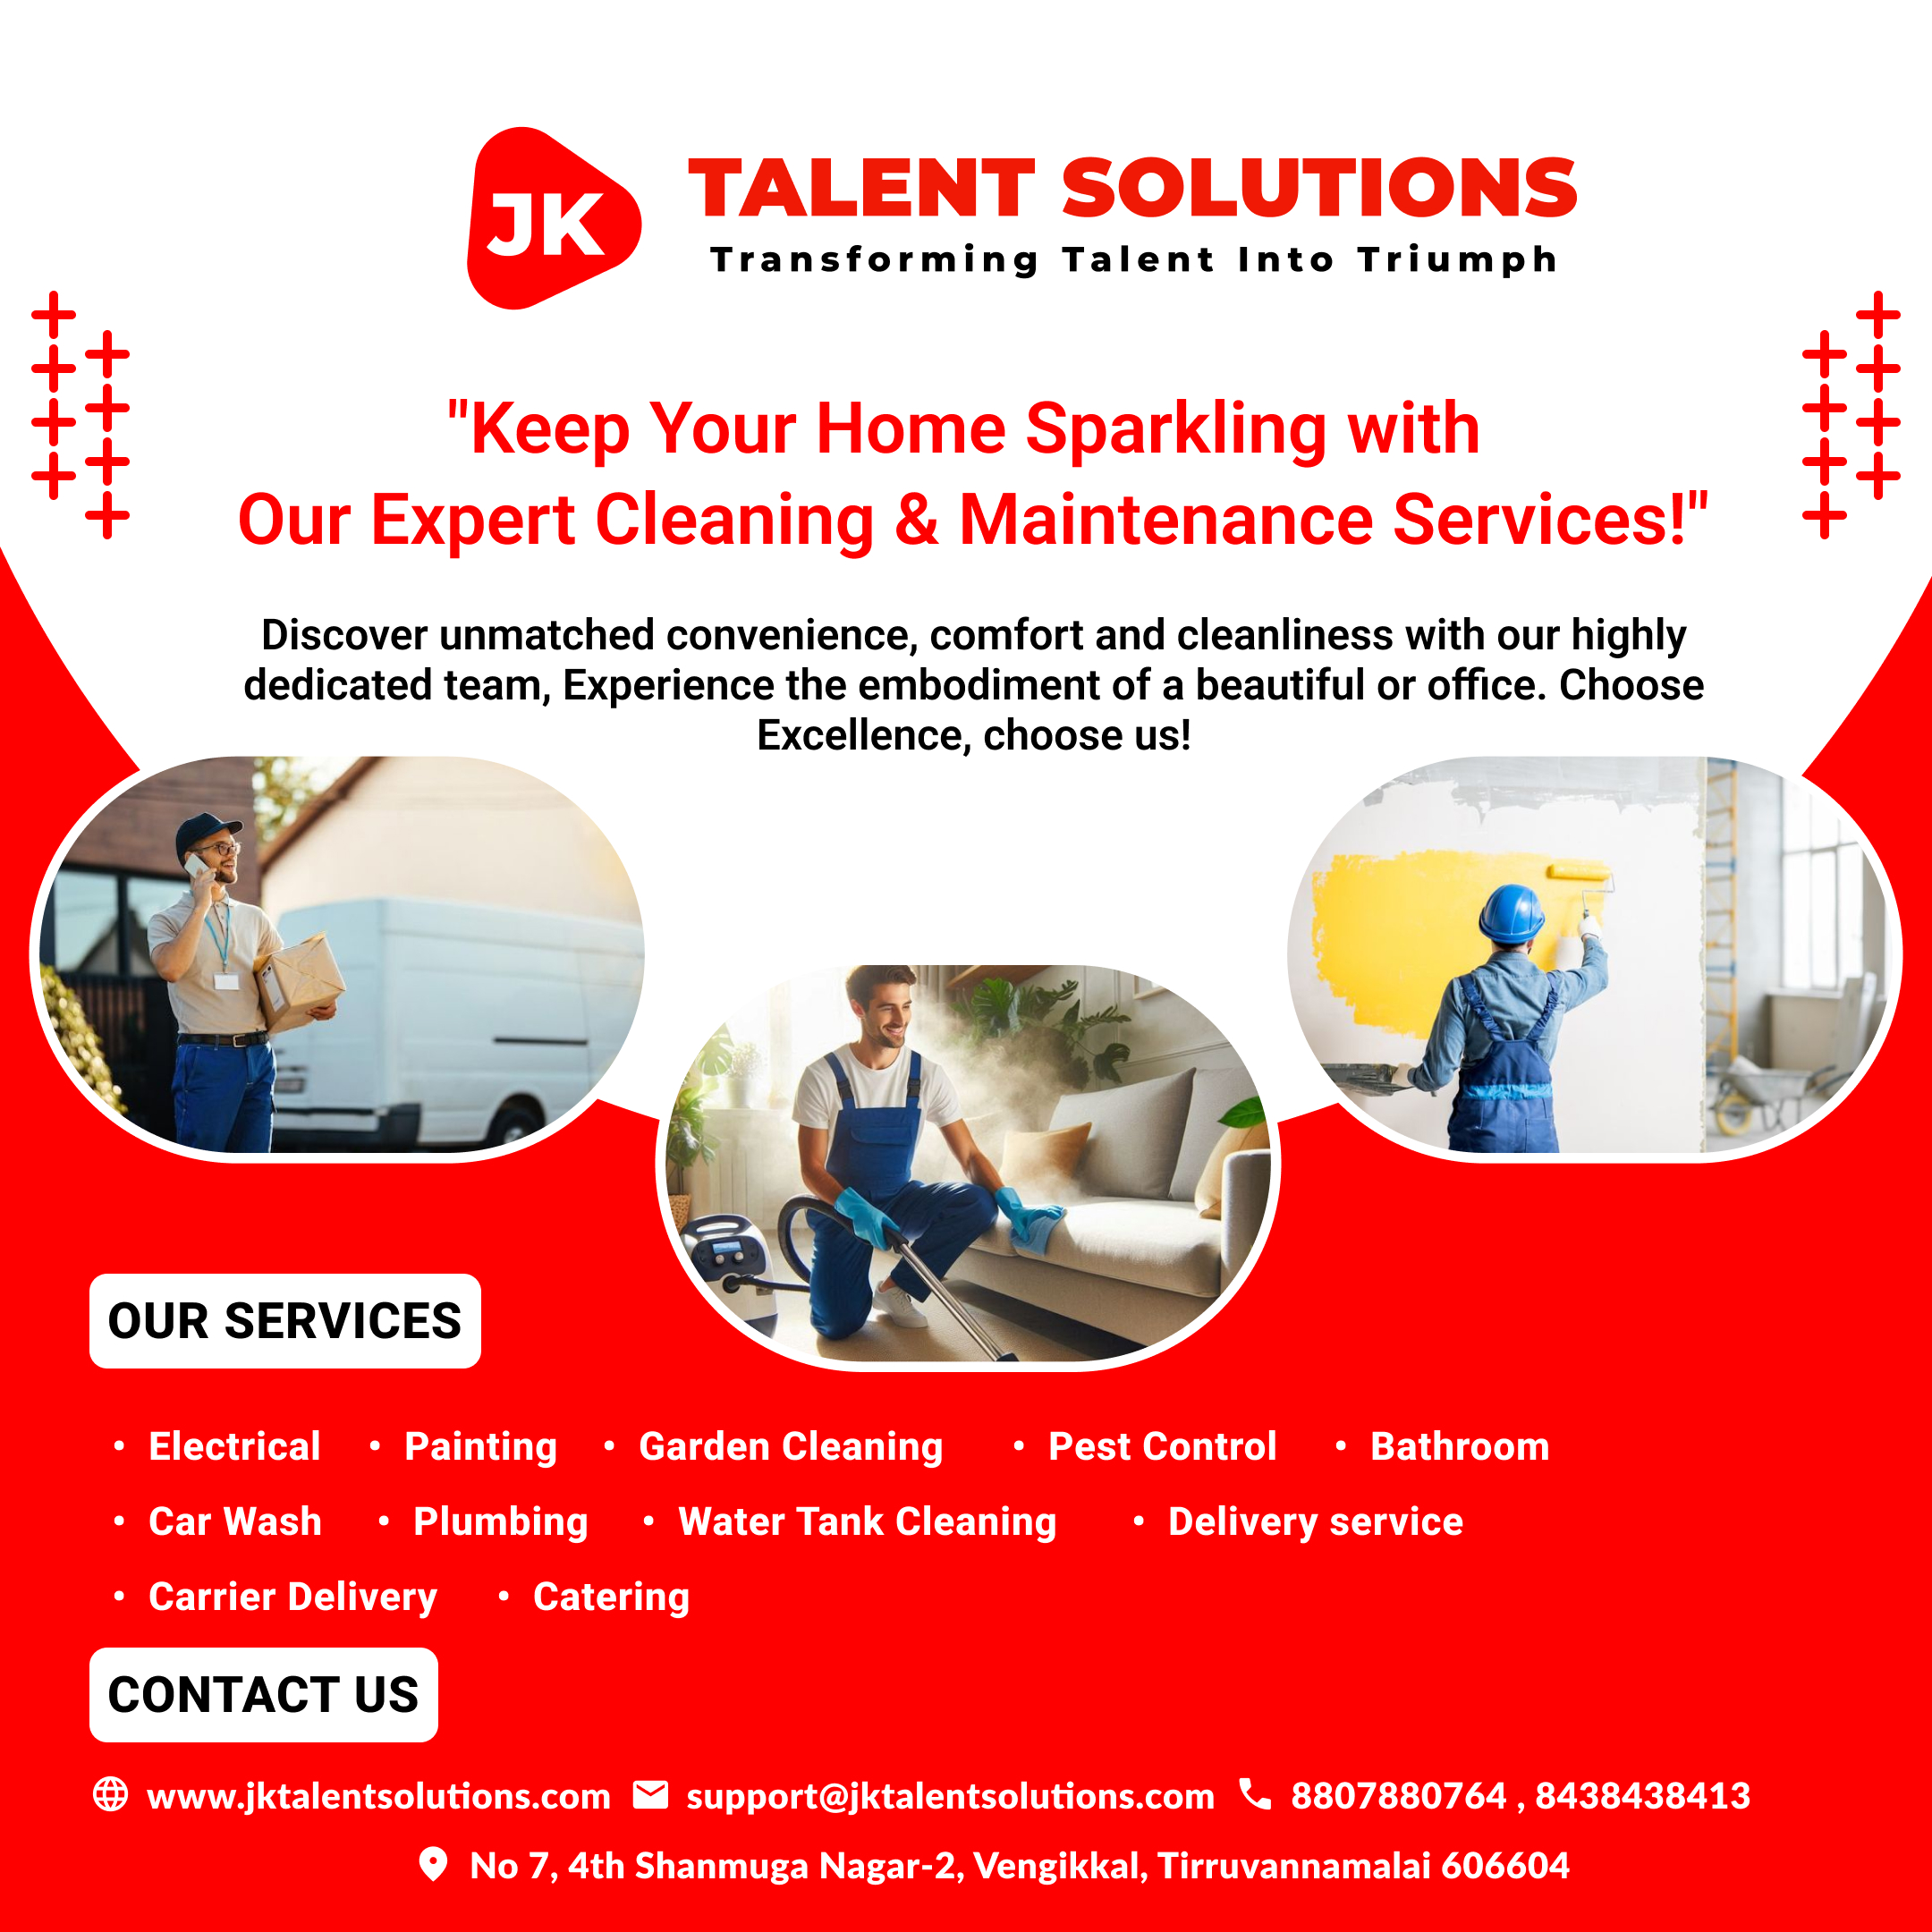 JK
TALENT SOLUTIONS
Transforming Talent Into Triumph
"Keep Your Home Sparkling with
Our Expert Cleaning & Maintenance Services!"
Discover unmatched convenience, comfort and cleanliness with our highly
dedicated team, Experience the embodiment of a beautiful or office. Choose
Excellence, choose us!
OUR SERVICES
• Electrical • Painting • Garden Cleaning • Pest Control • Bathroom
• Car Wash • Plumbing • Water Tank Cleaning • Delivery service
• Carrier Delivery • Catering
CONTACT US
www.jktalentsolutions.com support@jktalentsolutions.com 8807880764 , 8438438413
No 7, 4th Shanmuga Nagar-2, Vengikkal, Tirruvannamalai 606604